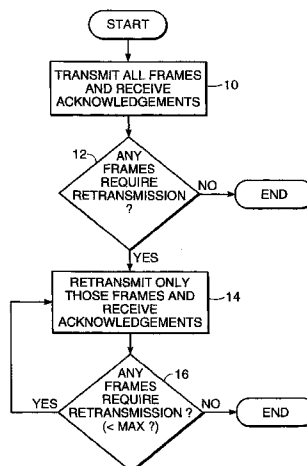 START
TRANSMIT ALL FRAMES
AND RECEIVE
ACKNOWLEDGEMENTS
10
12
ANY
FRAMES
REQUIRE
RETRANSMISSION
?
NO
END
YES
RETRANSMIT ONLY
THOSE FRAMES AND
RECEIVE
ACKNOWLEDGEMENTS
14
16
ANY
FRAMES
REQUIRE
RETRANSMISSION ?
(< MAX ?)
YES
NO
END